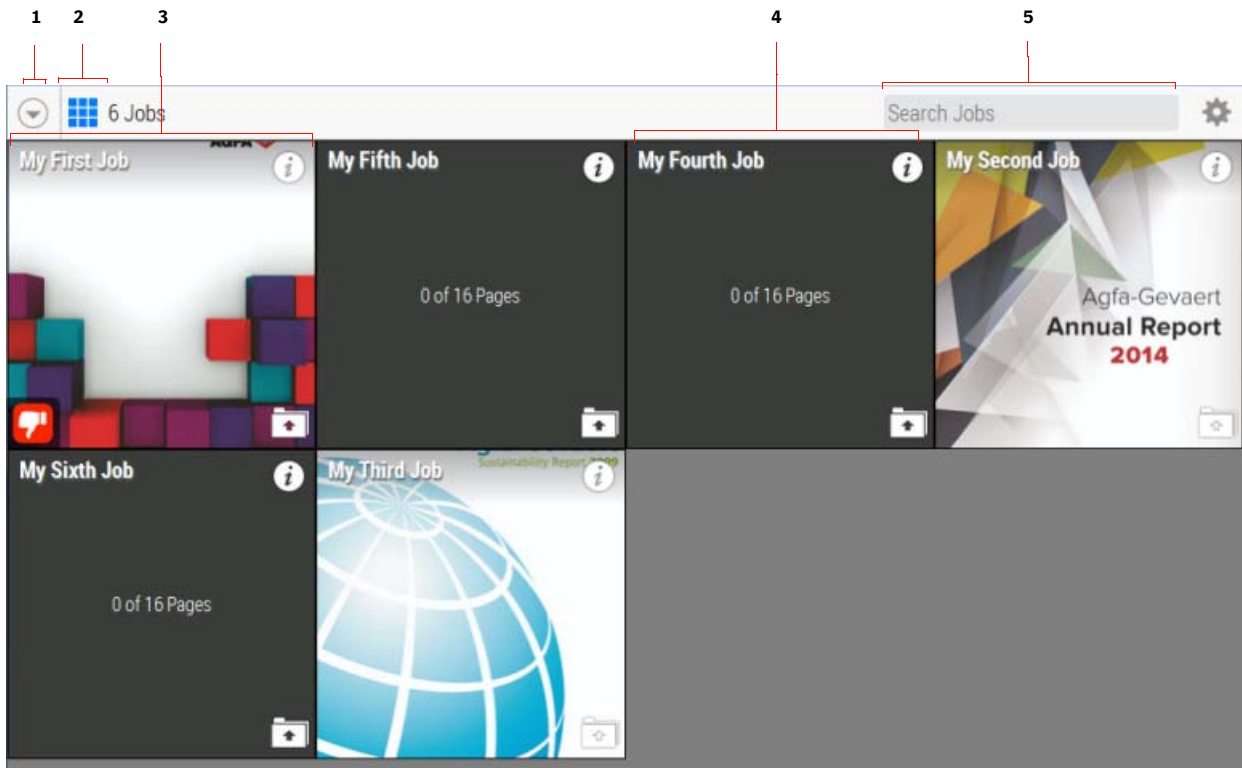 1 2 3 4 5
6 Jobs
Search Jobs
AGFA
My First Job
i
My Fifth Job
i
My Fourth Job
i
My Second Job
i
0 of 16 Pages
0 of 16 Pages
Agfa-Gevaert
Annual Report
2014
My Sixth Job
i
My Third Job
Sustainability Report 2009
i
0 of 16 Pages